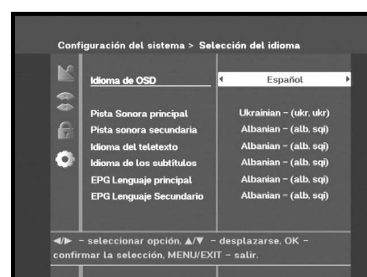 Configuración del sistema > Selección del idioma
Idioma de OSD Español
Pista Sonora principal Ukrainian - (ukr, ukr)
Pista sonora secundaria Albanian - (alb, sqi)
Idioma del teletexto Albanian - (alb, sqi)
Idioma de los subtítulos Albanian - (alb, sqi)
EPG Lenguaje principal Albanian - (alb, sqi)
EPG Lenguaje Secundario Albanian - (alb, sqi)
◄/► - seleccionar opción, ▲/▼ - desplazarse, OK -
confirmar la selección, MENU/EXIT - salir.